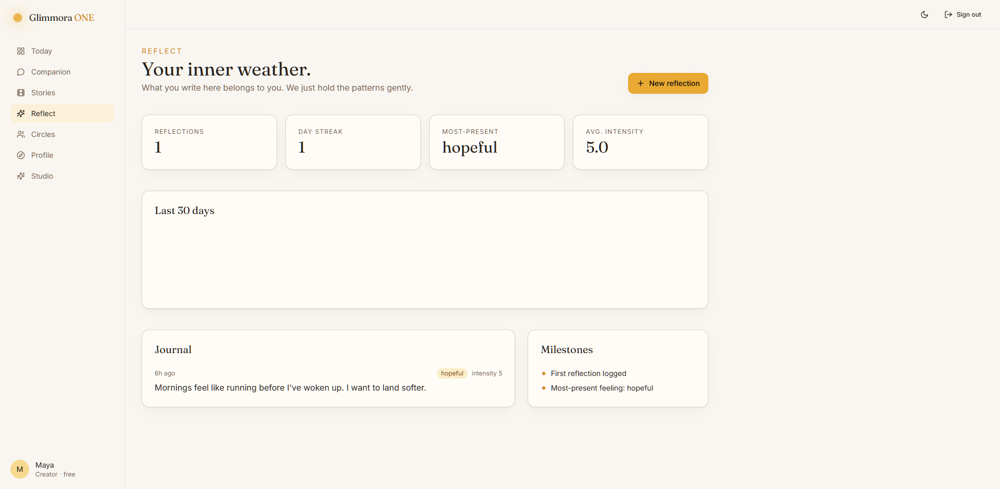 Glimmora ONE
Sign out
Today
Companion
Stories
Reflect
Circles
Profile
Studio
REFLECT
Your inner weather.
What you write here belongs to you. We just hold the patterns gently.
New reflection
REFLECTIONS
1
DAY STREAK
1
MOST-PRESENT
hopeful
AVG. INTENSITY
5.0
Last 30 days
Journal
6h ago
hopeful
intensity 5
Mornings feel like running before I've woken up. I want to land softer.
Milestones
First reflection logged
Most-present feeling: hopeful
M
Maya
Creator · free